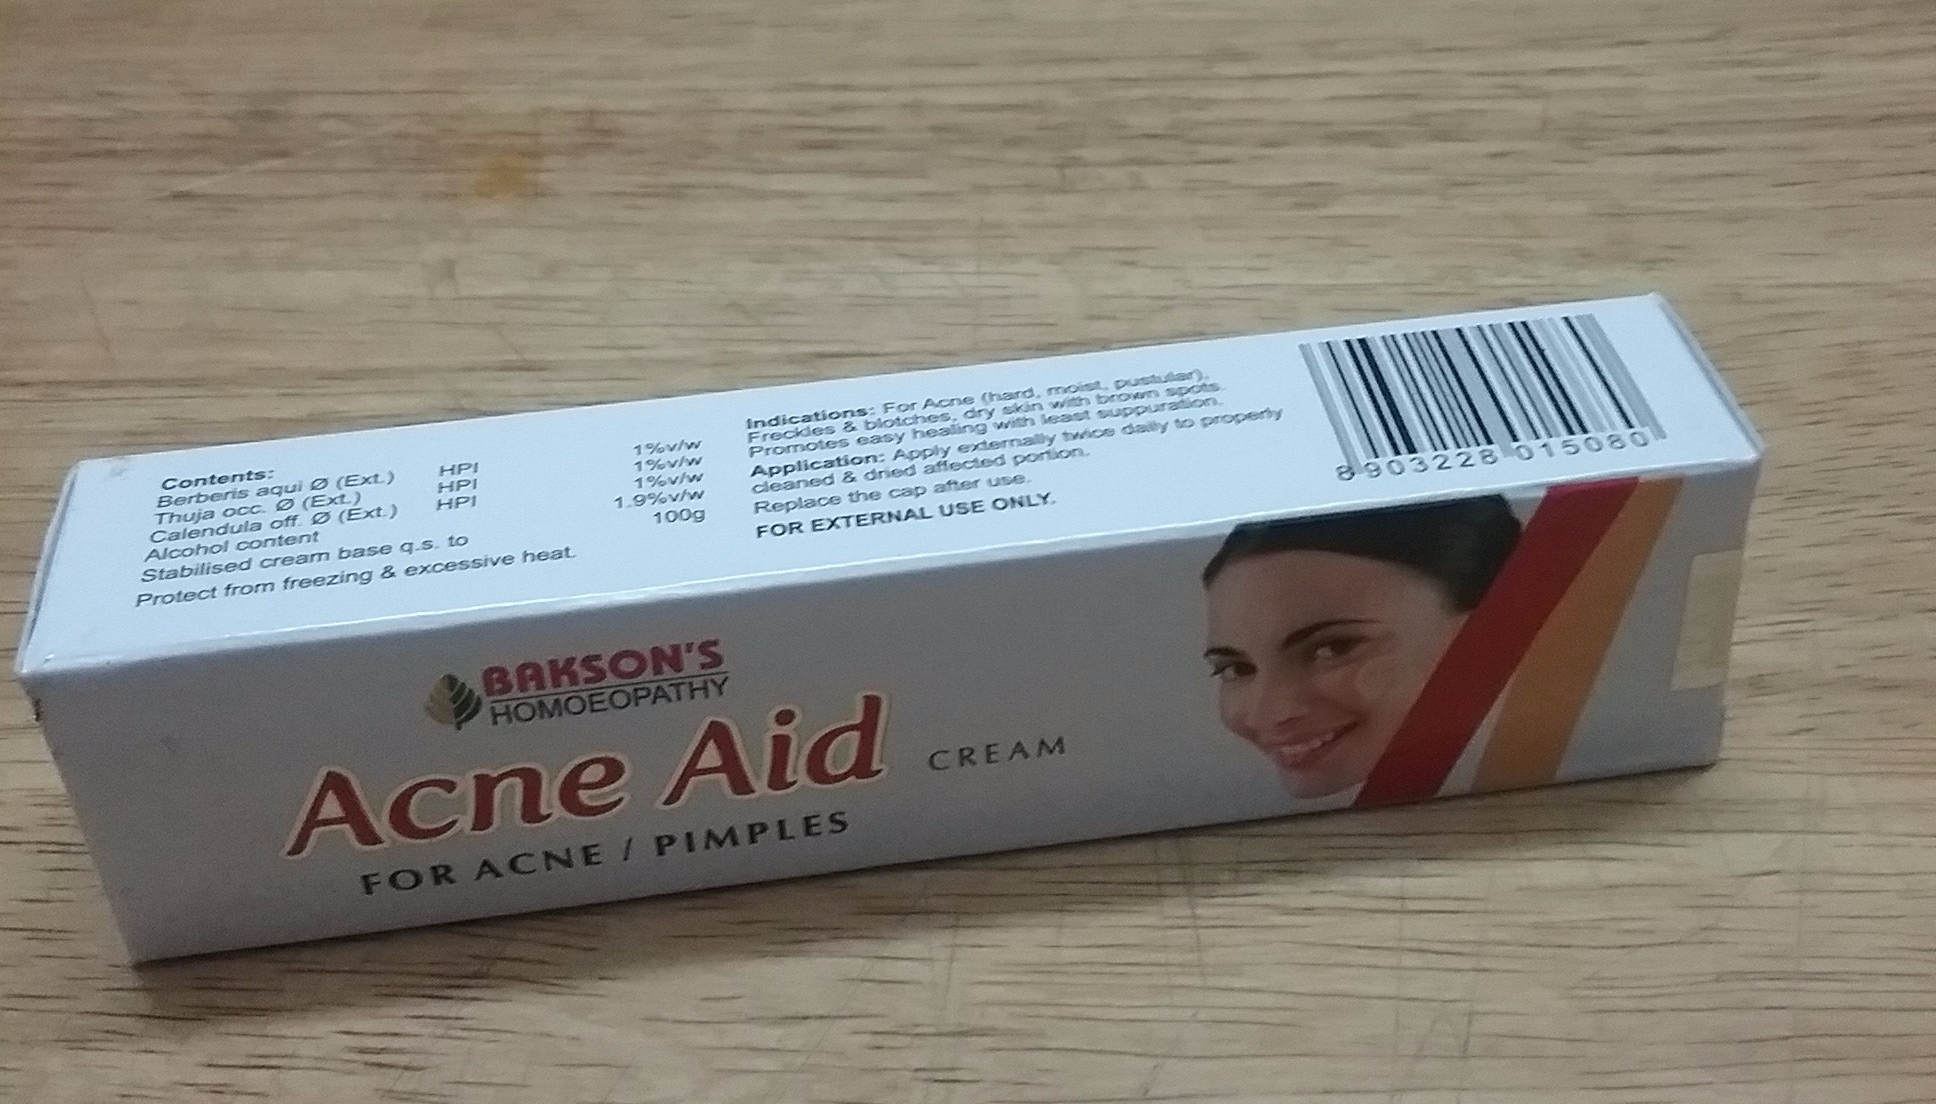 Contents:
Berberis aqui Ø (Ext.) HPI 1%v/w
Thuja occ. Ø (Ext.) HPI 1%v/w
Calendula off. Ø (Ext.) HPI 1%v/w
Alcohol content 1.9%v/w
Stabilised cream base q.s. to 100g
Protect from freezing & excessive heat.
Indications: For Acne (hard, moist, pustular),
Freckles & blotches, dry skin with brown spots.
Promotes easy healing with least suppuration.
Application: Apply externally twice daily to properly
cleaned & dried affected portion.
Replace the cap after use.
FOR EXTERNAL USE ONLY.
8 903228 015080
BAKSON'S
HOMOEOPATHY
Acne Aid CREAM
FOR ACNE / PIMPLES